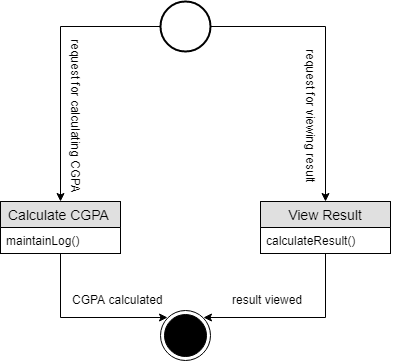 request for calculating CGPA
request for viewing result
Calculate CGPA
maintainLog()
View Result
calculateResult()
CGPA calculated
result viewed